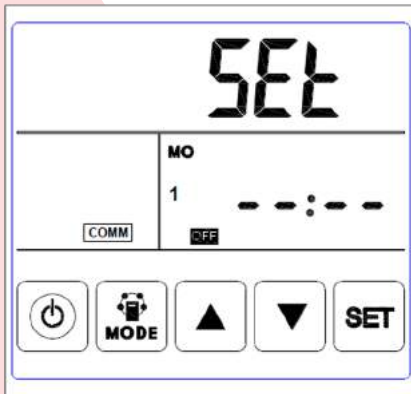 SEt
MO
1 --:--
COMM OFF
MODE SET